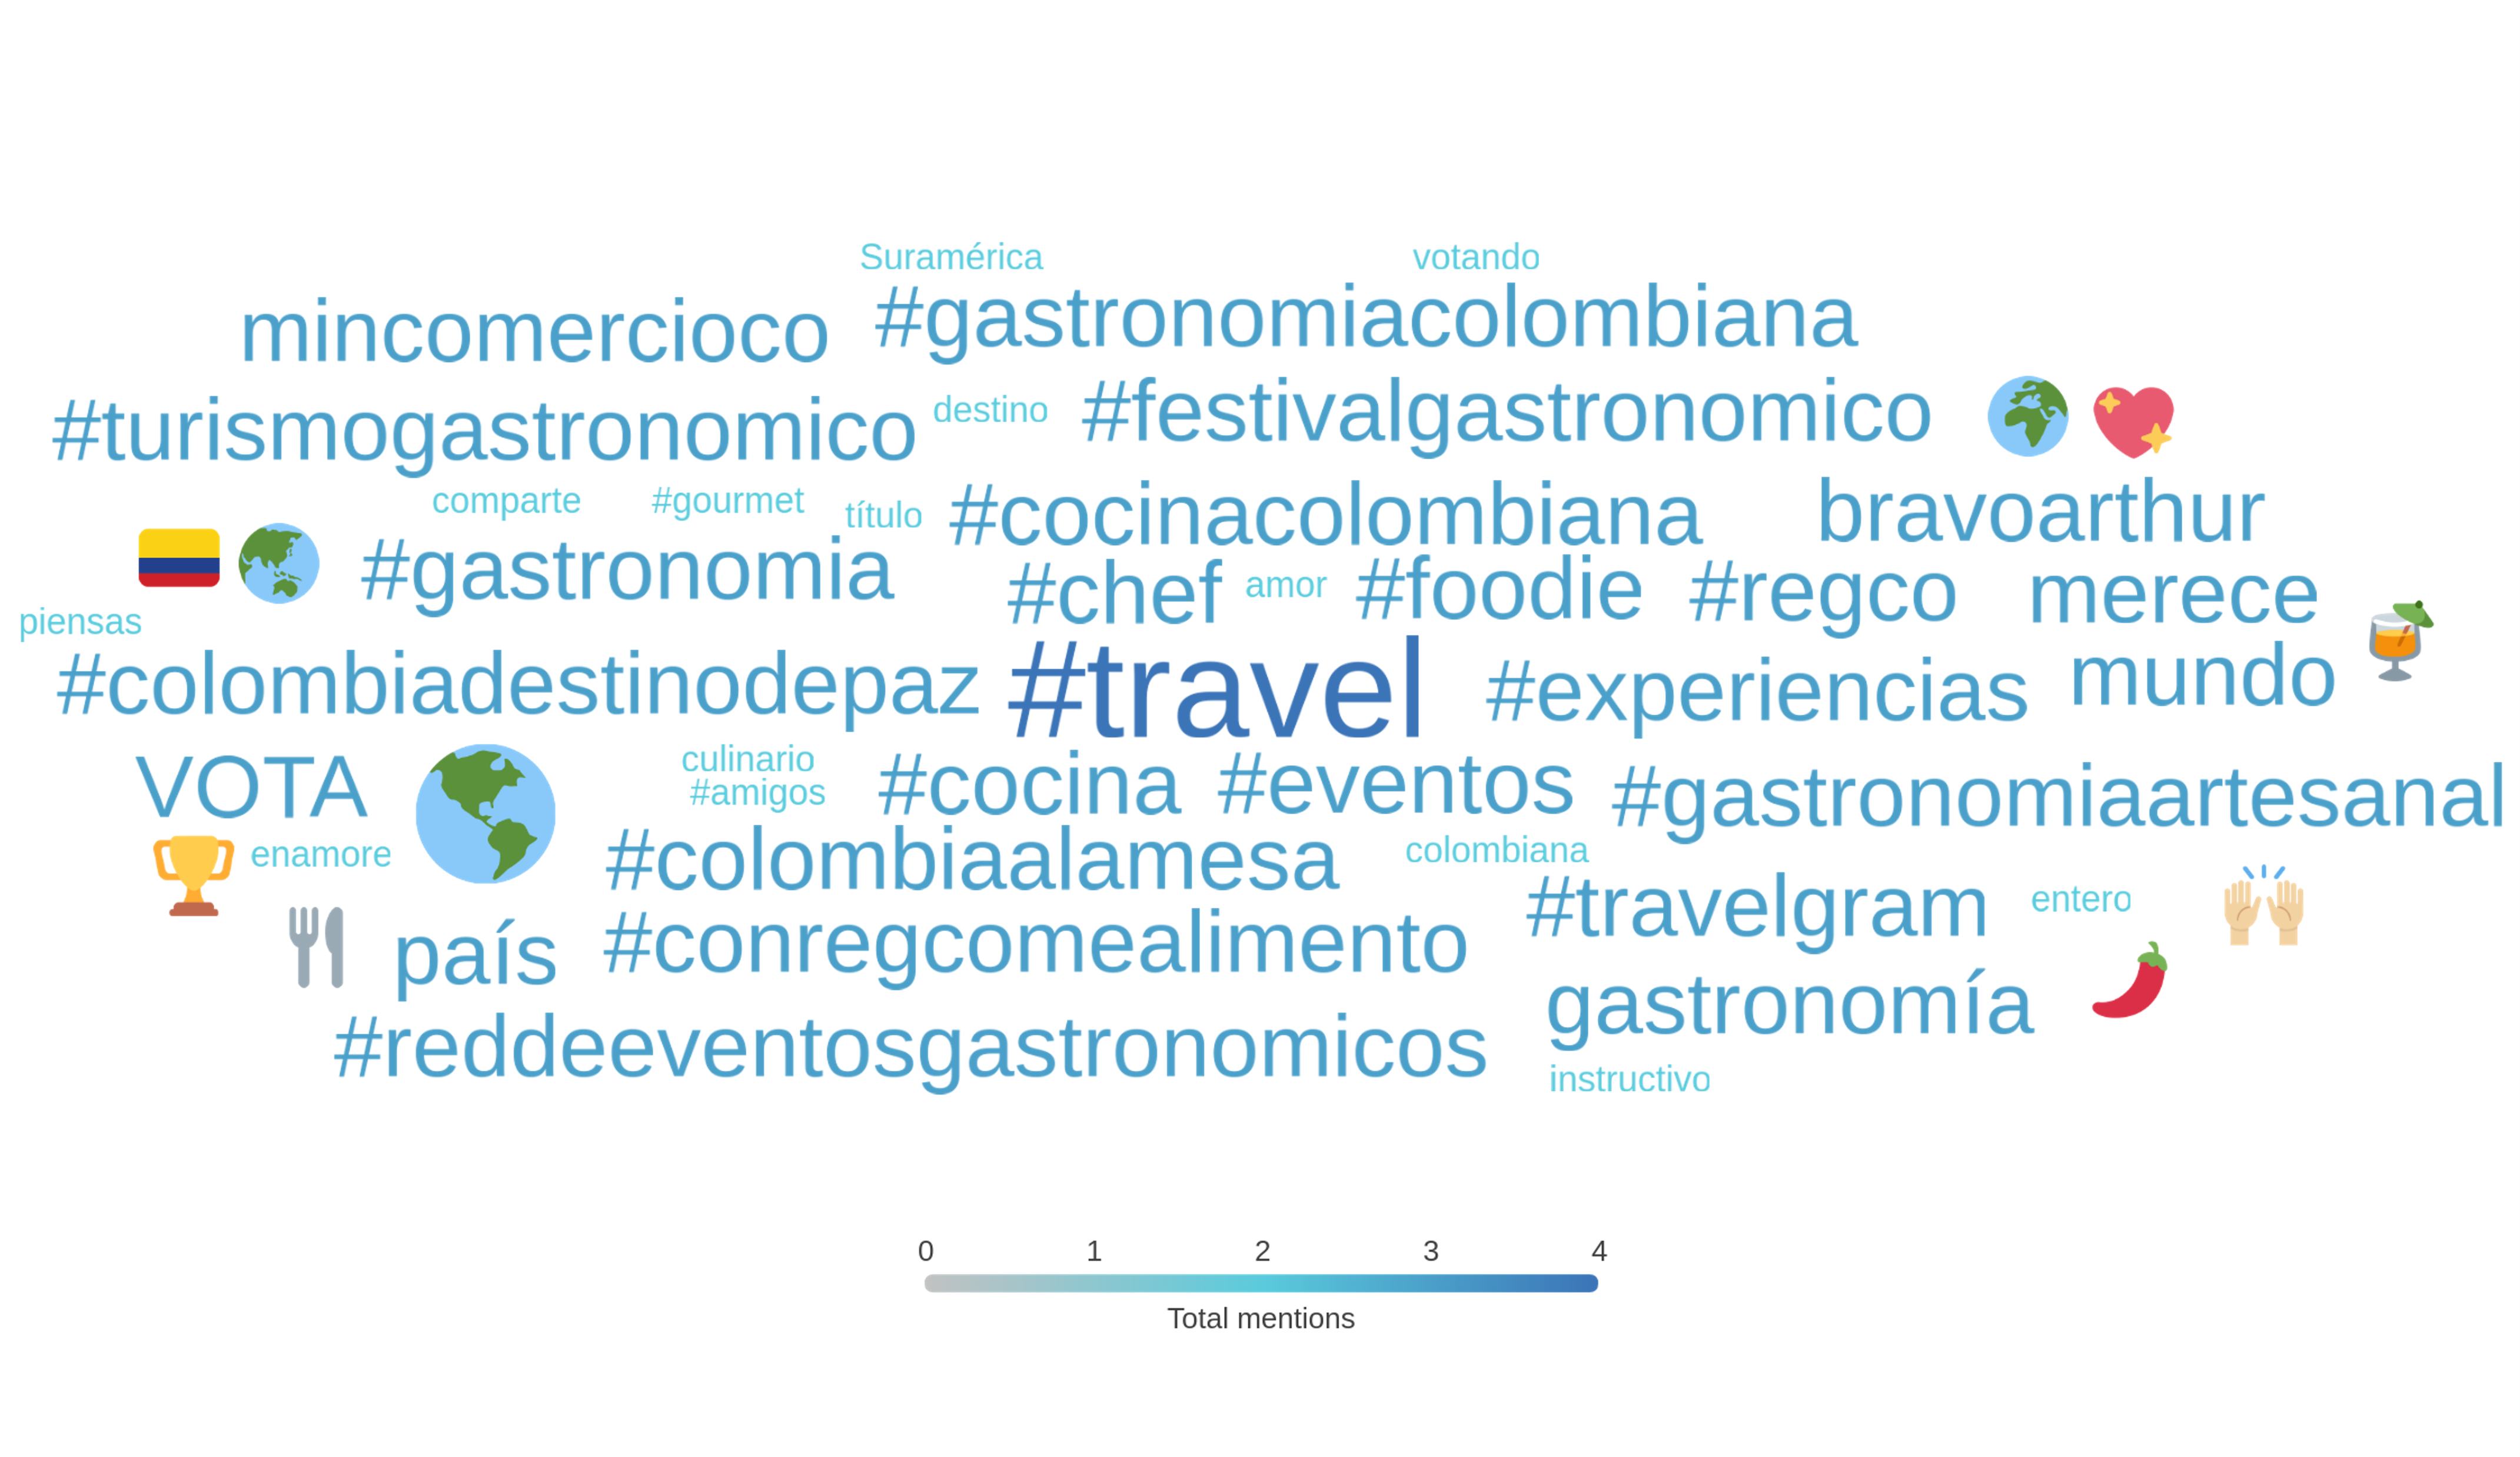 Suramérica votando
mincomercioco #gastronomiacolombiana
#turismogastronomico destino #festivalgastronomico
comparte #gourmet título #cocinacolombiana bravoarthur
#gastronomia #chef amor #foodie #regco merece
piensas
#colombiadestinodepaz #travel #experiencias mundo
VOTA culinario #cocina #eventos #gastronomiaartesanal
#amigos
enamore #colombiaalamesa colombiana
#travelgram entero
país #conregcomealimento
gastronomía
#reddeeventosgastronomicos
instructivo
0 1 2 3 4
Total mentions